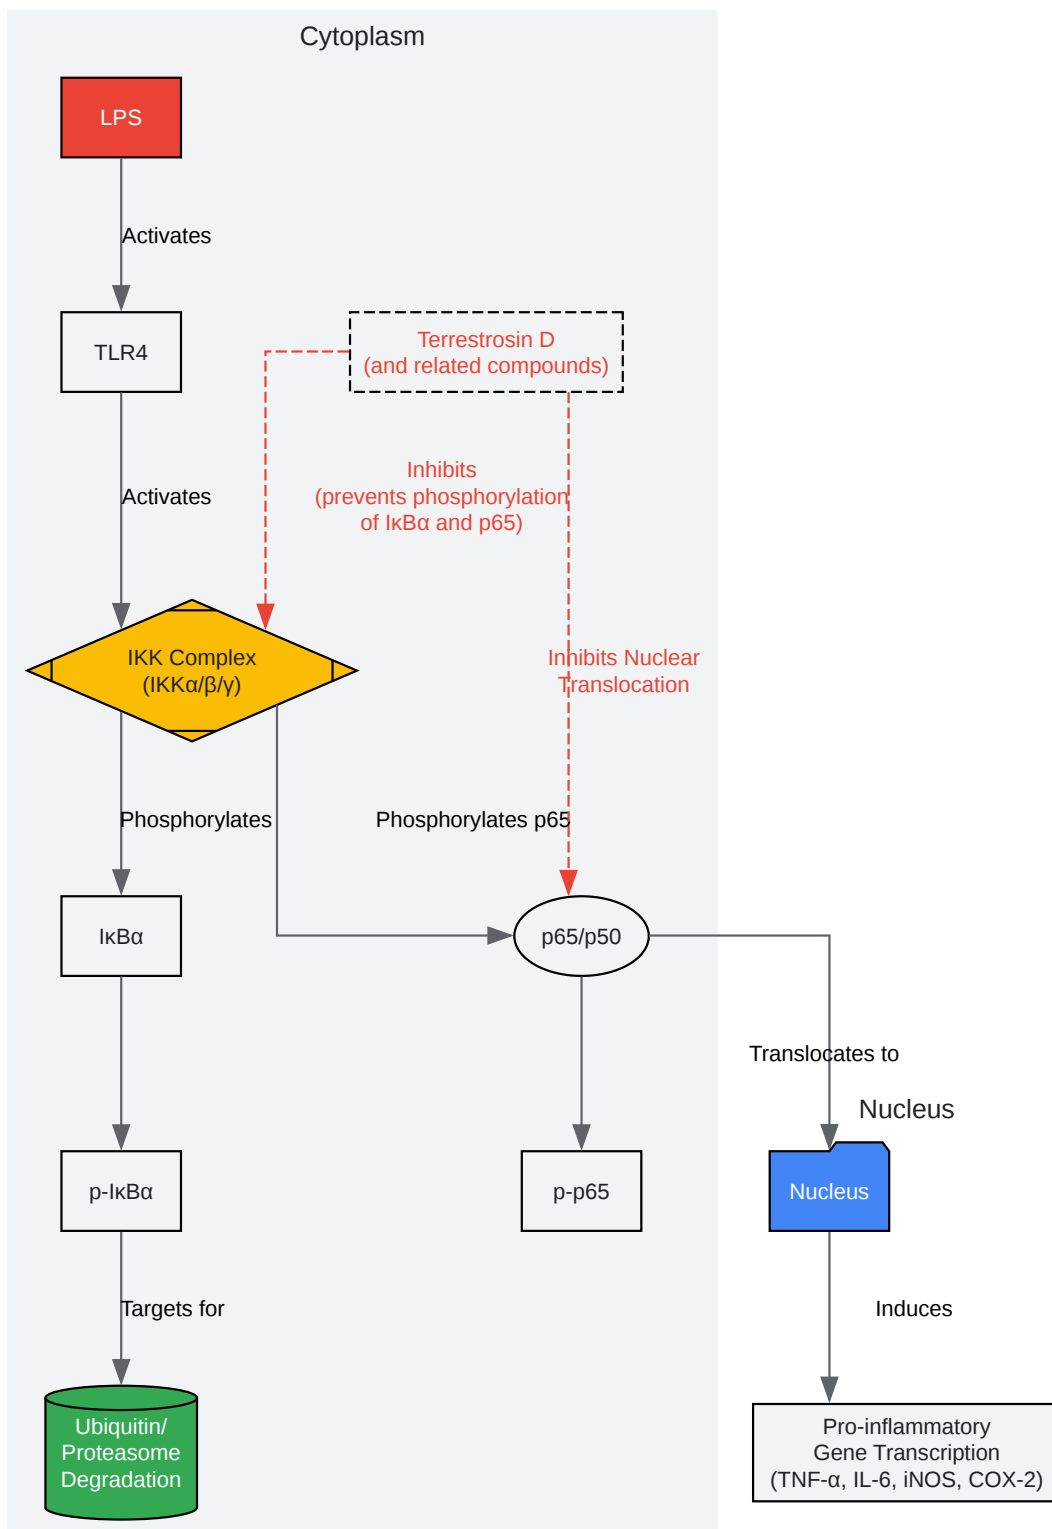 Cytoplasm
LPS
Activates
TLR4
Terrestrosin D
(and related compounds)
Activates
Inhibits
(prevents phosphorylation
of IκBα and p65)
IKK Complex
(IKKα/β/γ)
Inhibits Nuclear
Translocation
Phosphorylates
Phosphorylates p65
IκBα
p65/p50
Translocates to
Nucleus
p-IκBα
p-p65
Nucleus
Targets for
Induces
Ubiquitin/
Proteasome
Degradation
Pro-inflammatory
Gene Transcription
(TNF-α, IL-6, iNOS, COX-2)